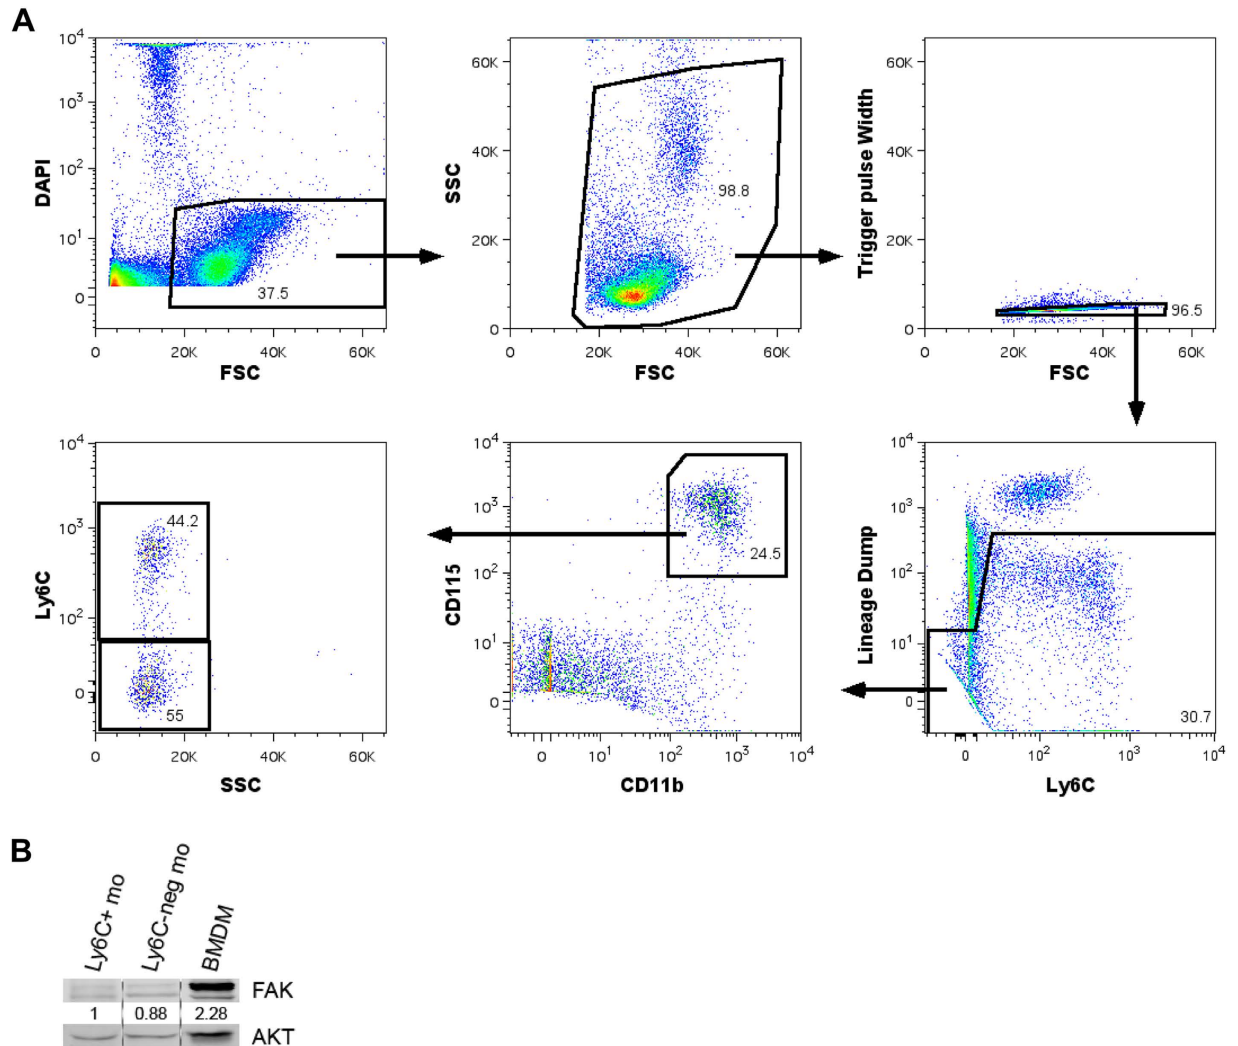 A
DAPI
10^4
10^3
10^2
10^1
0
37.5
0 20K 40K 60K
FSC
SSC
60K
40K
20K
0
98.8
0 20K 40K 60K
FSC
Trigger pulse Width
60K
40K
20K
0
96.5
0 20K 40K 60K
FSC
Ly6C
10^4
10^3
10^2
0
44.2
55
0 20K 40K 60K
SSC
CD115
10^4
10^3
10^2
10^1
0
24.5
0 10^1 10^2 10^3 10^4
CD11b
Lineage Dump
10^4
10^3
10^2
10^1
0
30.7
0 10^2 10^3 10^4
Ly6C
B
Ly6C+ mo
Ly6C-neg mo
BMDM
FAK
1 0.88 2.28
AKT